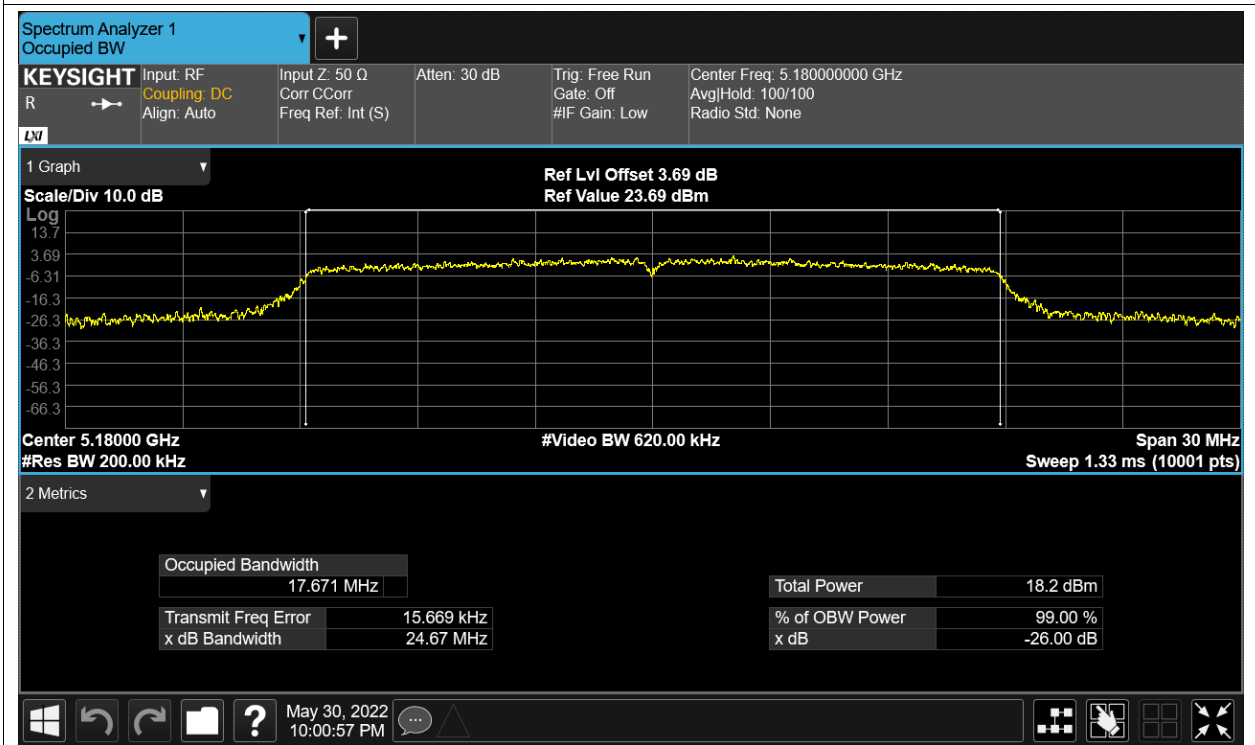 Spectrum Analyzer 1
Occupied BW
KEYSIGHT
R
LXI
Input: RF
Coupling: DC
Align: Auto
Input Z: 50 Ω
Corr CCorr
Freq Ref: Int (S)
Atten: 30 dB
Trig: Free Run
Gate: Off
#IF Gain: Low
Center Freq: 5.180000000 GHz
Avg|Hold: 100/100
Radio Std: None
1 Graph
Scale/Div 10.0 dB
Ref Lvl Offset 3.69 dB
Ref Value 23.69 dBm
Log
13.7
3.69
-6.31
-16.3
-26.3
-36.3
-46.3
-56.3
-66.3
Center 5.18000 GHz
#Video BW 620.00 kHz
Span 30 MHz
#Res BW 200.00 kHz
Sweep 1.33 ms (10001 pts)
2 Metrics
Occupied Bandwidth
17.671 MHz
Transmit Freq Error 15.669 kHz
x dB Bandwidth 24.67 MHz
Total Power 18.2 dBm
% of OBW Power 99.00 %
x dB -26.00 dB
?
May 30, 2022
10:00:57 PM